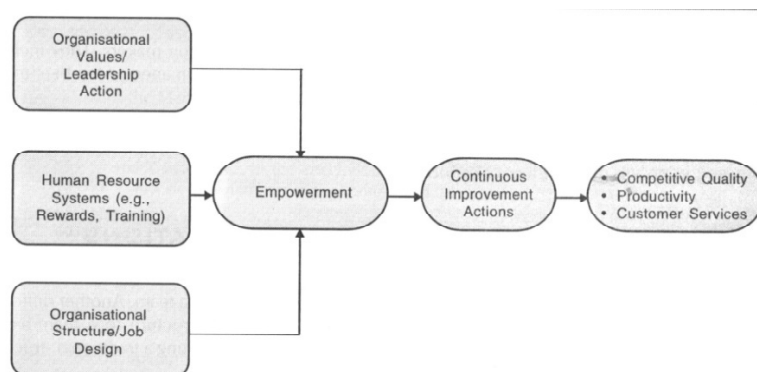 Organisational
Values/
Leadership
Action
Human Resource
Systems (e.g.,
Rewards, Training)
Organisational
Structure/Job
Design
Empowerment
Continuous
Improvement
Actions
• Competitive Quality
• Productivity
• Customer Services